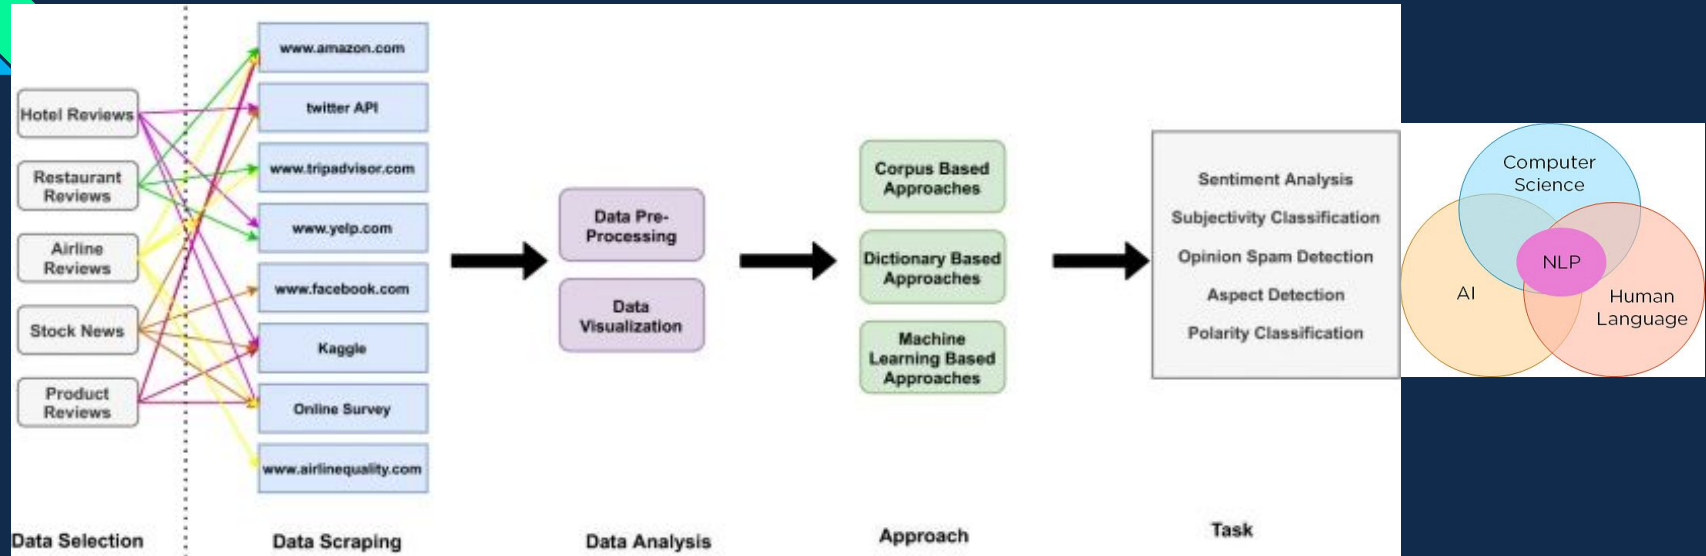 Hotel Reviews
Restaurant
Reviews
Airline
Reviews
Stock News
Product
Reviews
Data Selection
www.amazon.com
twitter API
www.tripadvisor.com
www.yelp.com
www.facebook.com
Kaggle
Online Survey
www.airlinequality.com
Data Scraping
Data Pre-
Processing
Data
Visualization
Data Analysis
Corpus Based
Approaches
Dictionary Based
Approaches
Machine
Learning Based
Approaches
Approach
Sentiment Analysis
Subjectivity Classification
Opinion Spam Detection
Aspect Detection
Polarity Classification
Task
Computer
Science
NLP
AI
Human
Language